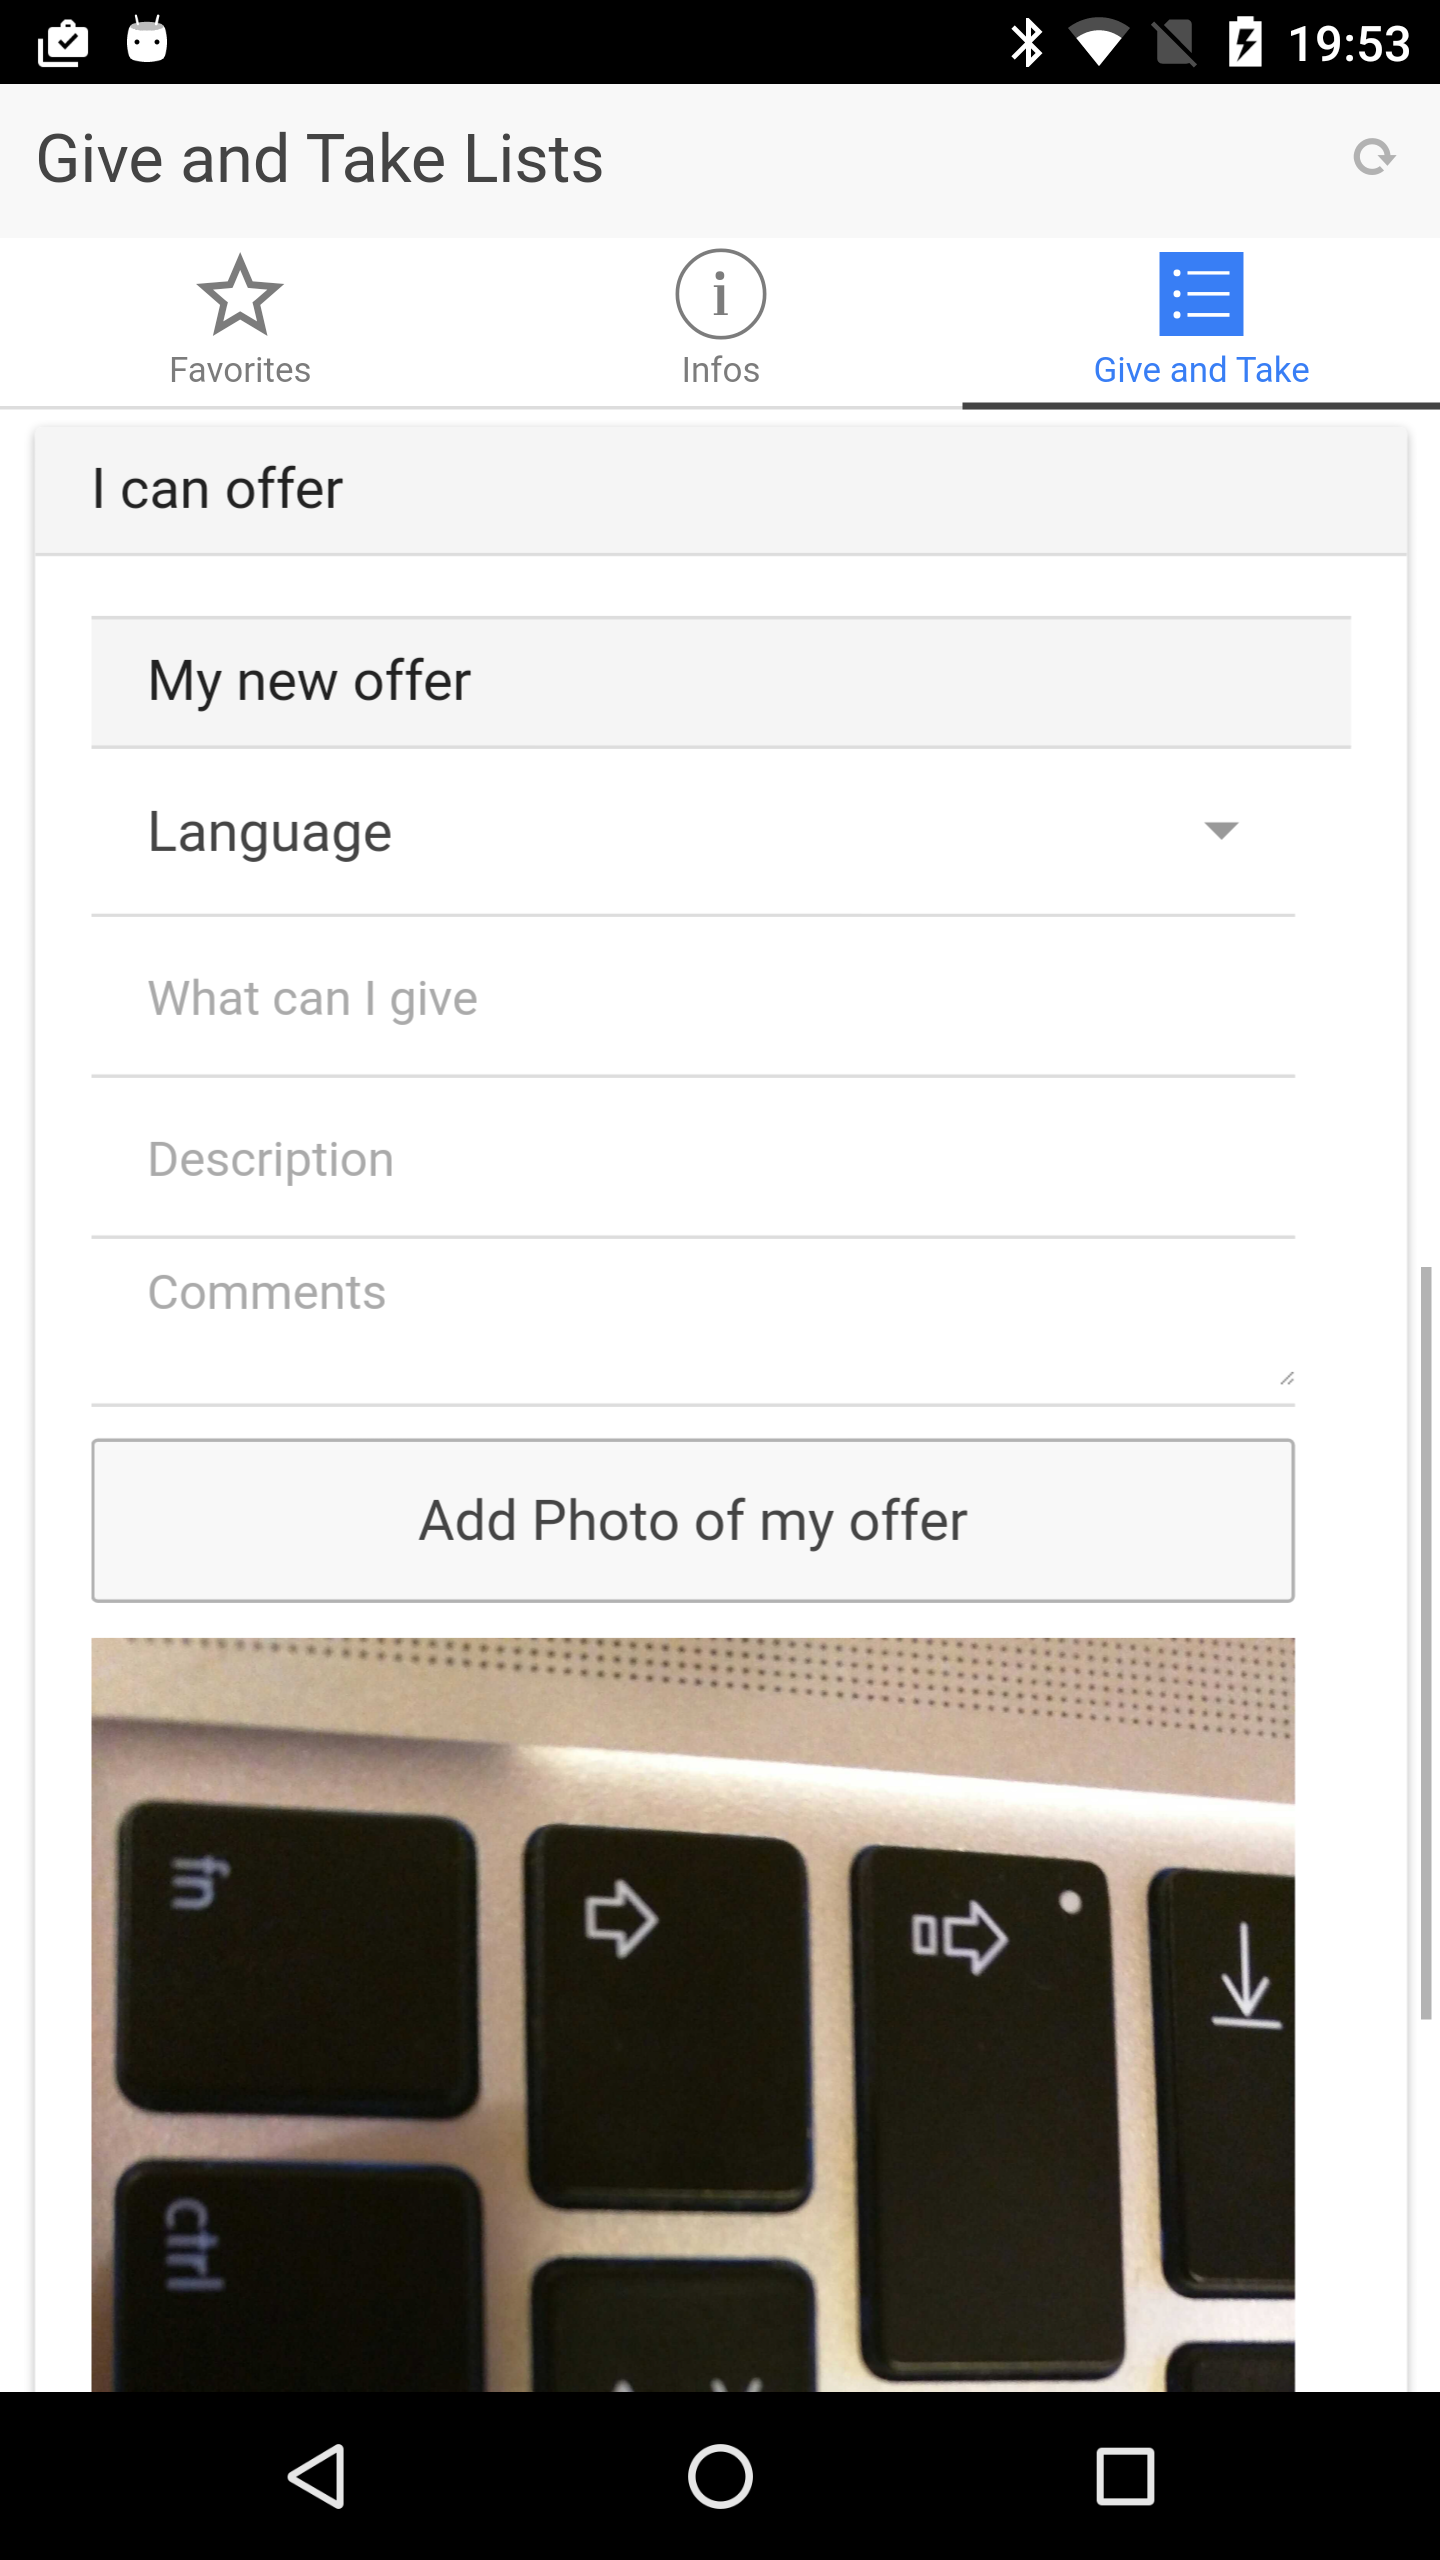 19:53
Give and Take Lists
Favorites
Infos
Give and Take
I can offer
My new offer
Language
What can I give
Description
Comments
Add Photo of my offer
fn
ctrl